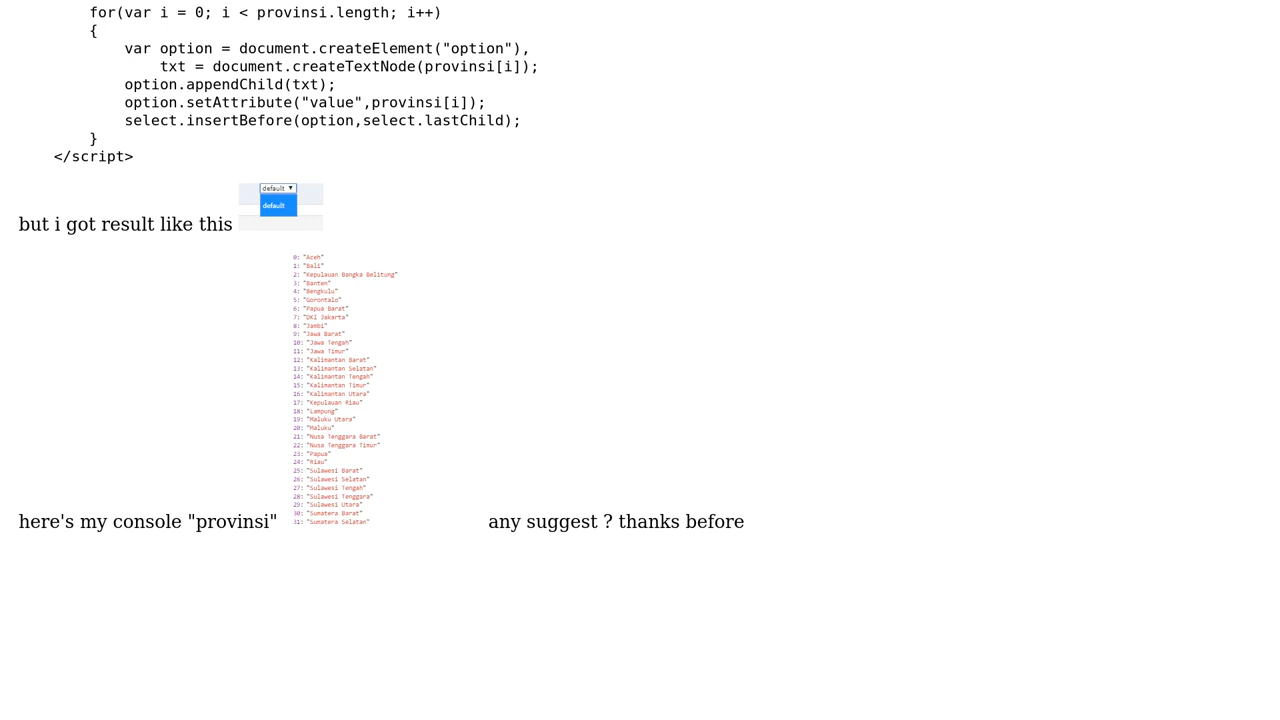 for(var i = 0; i < provinsi.length; i++)
{
var option = document.createElement("option"),
txt = document.createTextNode(provinsi[i]);
option.appendChild(txt);
option.setAttribute("value",provinsi[i]);
select.insertBefore(option,select.lastChild);
}
</script>
default ▼
default
but i got result like this
0: "Aceh"
1: "Bali"
2: "Kepulauan Bangka Belitung"
3: "Banten"
4: "Bengkulu"
5: "Gorontalo"
6: "Papua Barat"
7: "DKI Jakarta"
8: "Jambi"
9: "Jawa Barat"
10: "Jawa Tengah"
11: "Jawa Timur"
12: "Kalimantan Barat"
13: "Kalimantan Selatan"
14: "Kalimantan Tengah"
15: "Kalimantan Timur"
16: "Kalimantan Utara"
17: "Kepulauan Riau"
18: "Lampung"
19: "Maluku Utara"
20: "Maluku"
21: "Nusa Tenggara Barat"
22: "Nusa Tenggara Timur"
23: "Papua"
24: "Riau"
25: "Sulawesi Barat"
26: "Sulawesi Selatan"
27: "Sulawesi Tengah"
28: "Sulawesi Tenggara"
29: "Sulawesi Utara"
30: "Sumatera Barat"
31: "Sumatera Selatan"
here's my console "provinsi" any suggest ? thanks before